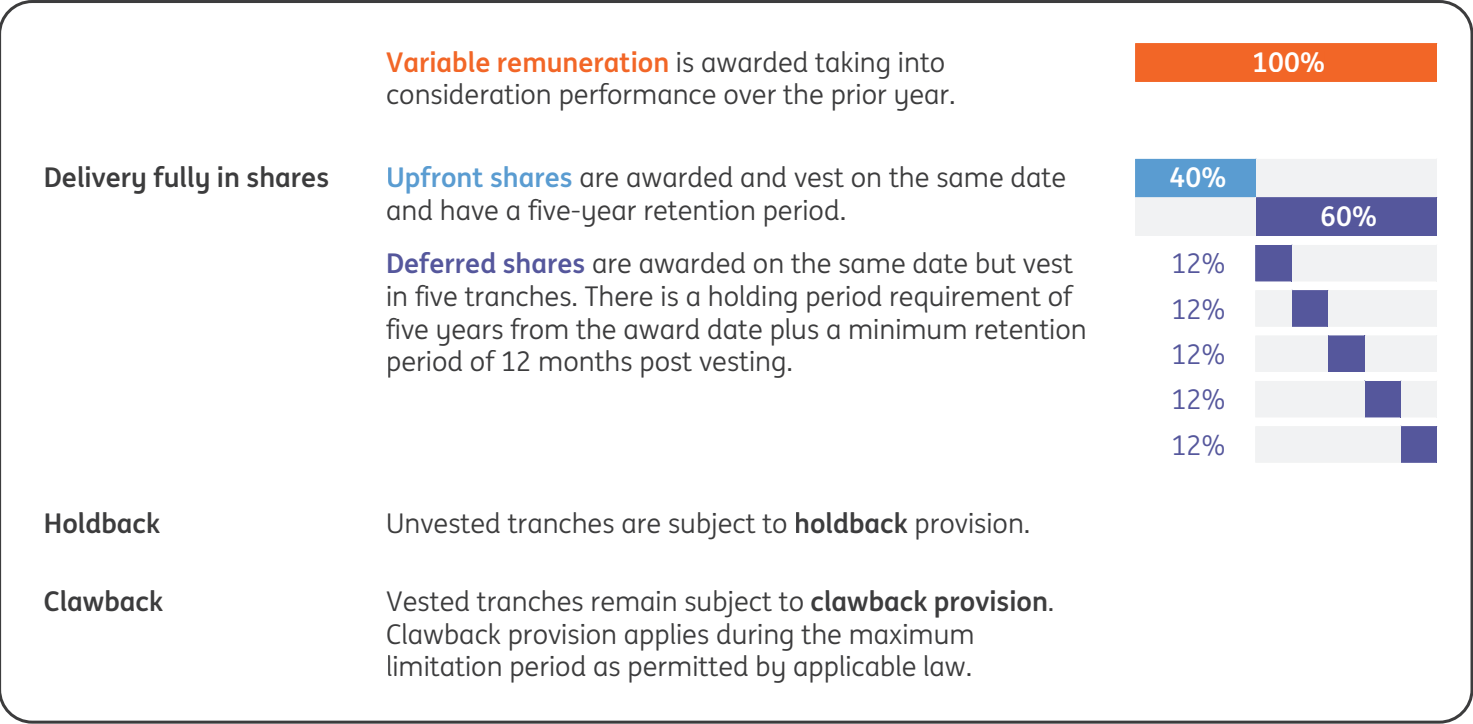 Variable remuneration is awarded taking into
consideration performance over the prior year.
100%
Delivery fully in shares
Upfront shares are awarded and vest on the same date
and have a five-year retention period.
40%
60%
Deferred shares are awarded on the same date but vest
in five tranches. There is a holding period requirement of
five years from the award date plus a minimum retention
period of 12 months post vesting.
12%
12%
12%
12%
12%
Holdback
Unvested tranches are subject to holdback provision.
Clawback
Vested tranches remain subject to clawback provision.
Clawback provision applies during the maximum
limitation period as permitted by applicable law.